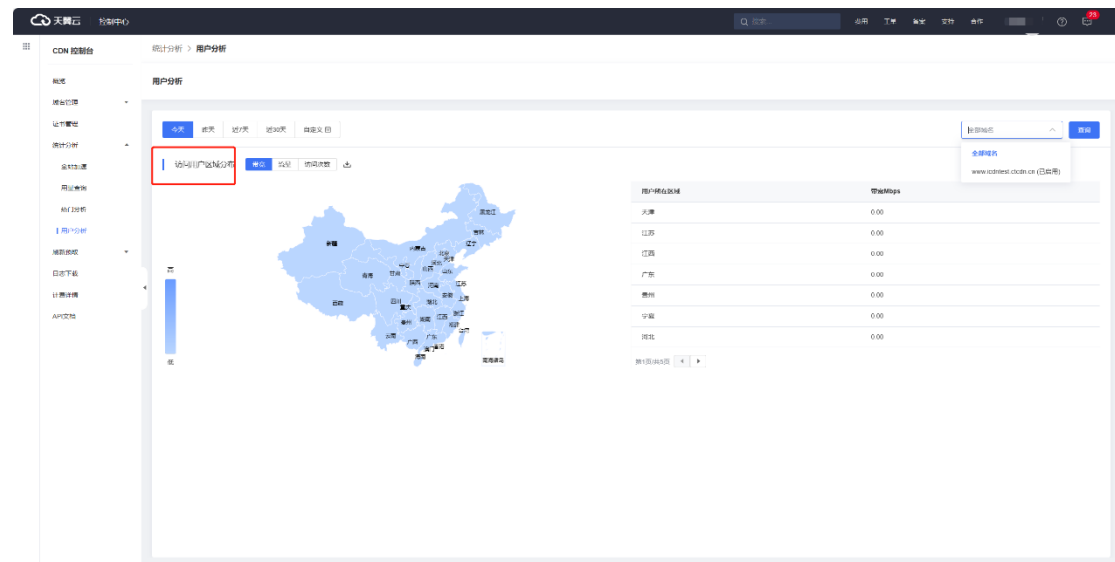 天翼云 控制中心
费用 工单 备案 支持 合作
23
CDN 控制台
统计分析 > 用户分析
概览
用户分析
域名管理
证书管理
统计分析
今天 昨天 近7天 近30天 自定义
全部域名
查询
全站加速
访问用户区域分布 带宽 流量 访问次数
全部域名
www.icdntest.ctcdn.cn (已启用)
用量查询
热门分析
用户分析
刷新预取
日志下载
计费详情
API文档
高
低
黑龙江
吉林
辽宁
新疆
内蒙古
北京
天津
河北
山西
山东
宁夏
甘肃
青海
陕西
河南
江苏
西藏
四川
重庆
湖北
安徽
上海
贵州
湖南
江西
浙江
福建
云南
广西
广东
台湾
澳门
香港
海南
南海诸岛
用户所在区域 带宽Mbps
天津 0.00
江苏 0.00
江西 0.00
广东 0.00
贵州 0.00
宁夏 0.00
河北 0.00
第1页/共5页